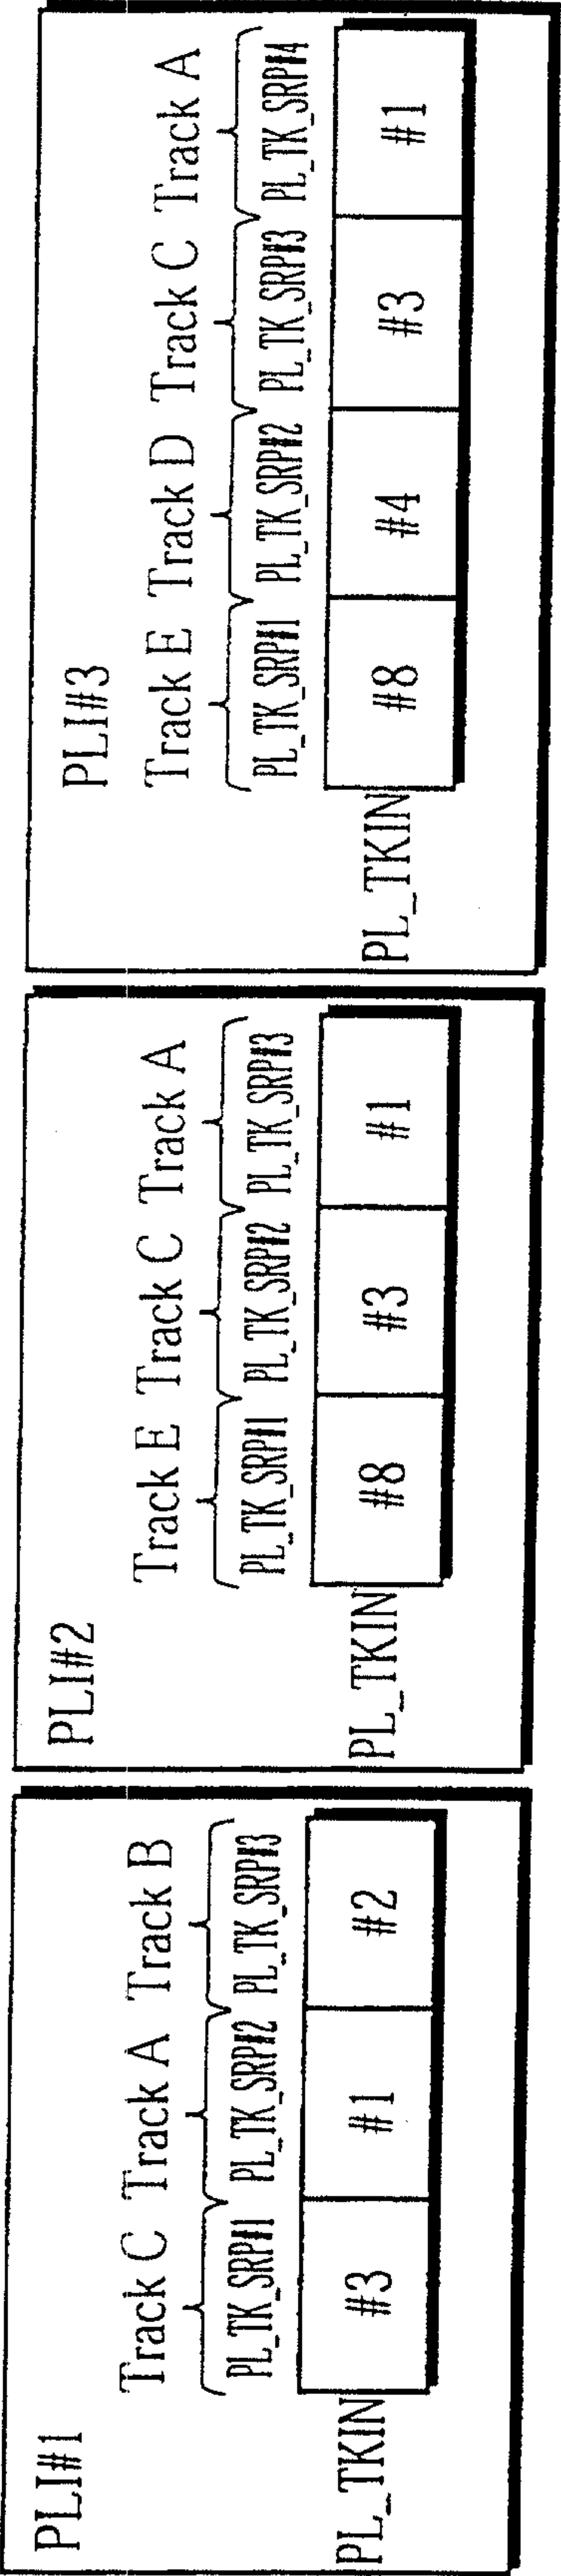 PLI#1
Track C Track A Track B
PL_TK_SRP#1 PL_TK_SRP#2 PL_TK_SRP#3
PL_TKIN #3 #1 #2
PLI#2
Track E Track C Track A
PL_TK_SRP#1 PL_TK_SRP#2 PL_TK_SRP#3
PL_TKIN #8 #3 #1
PLI#3
Track E Track D Track C Track A
PL_TK_SRP#1 PL_TK_SRP#2 PL_TK_SRP#3 PL_TK_SRP#4
PL_TKIN #8 #4 #3 #1